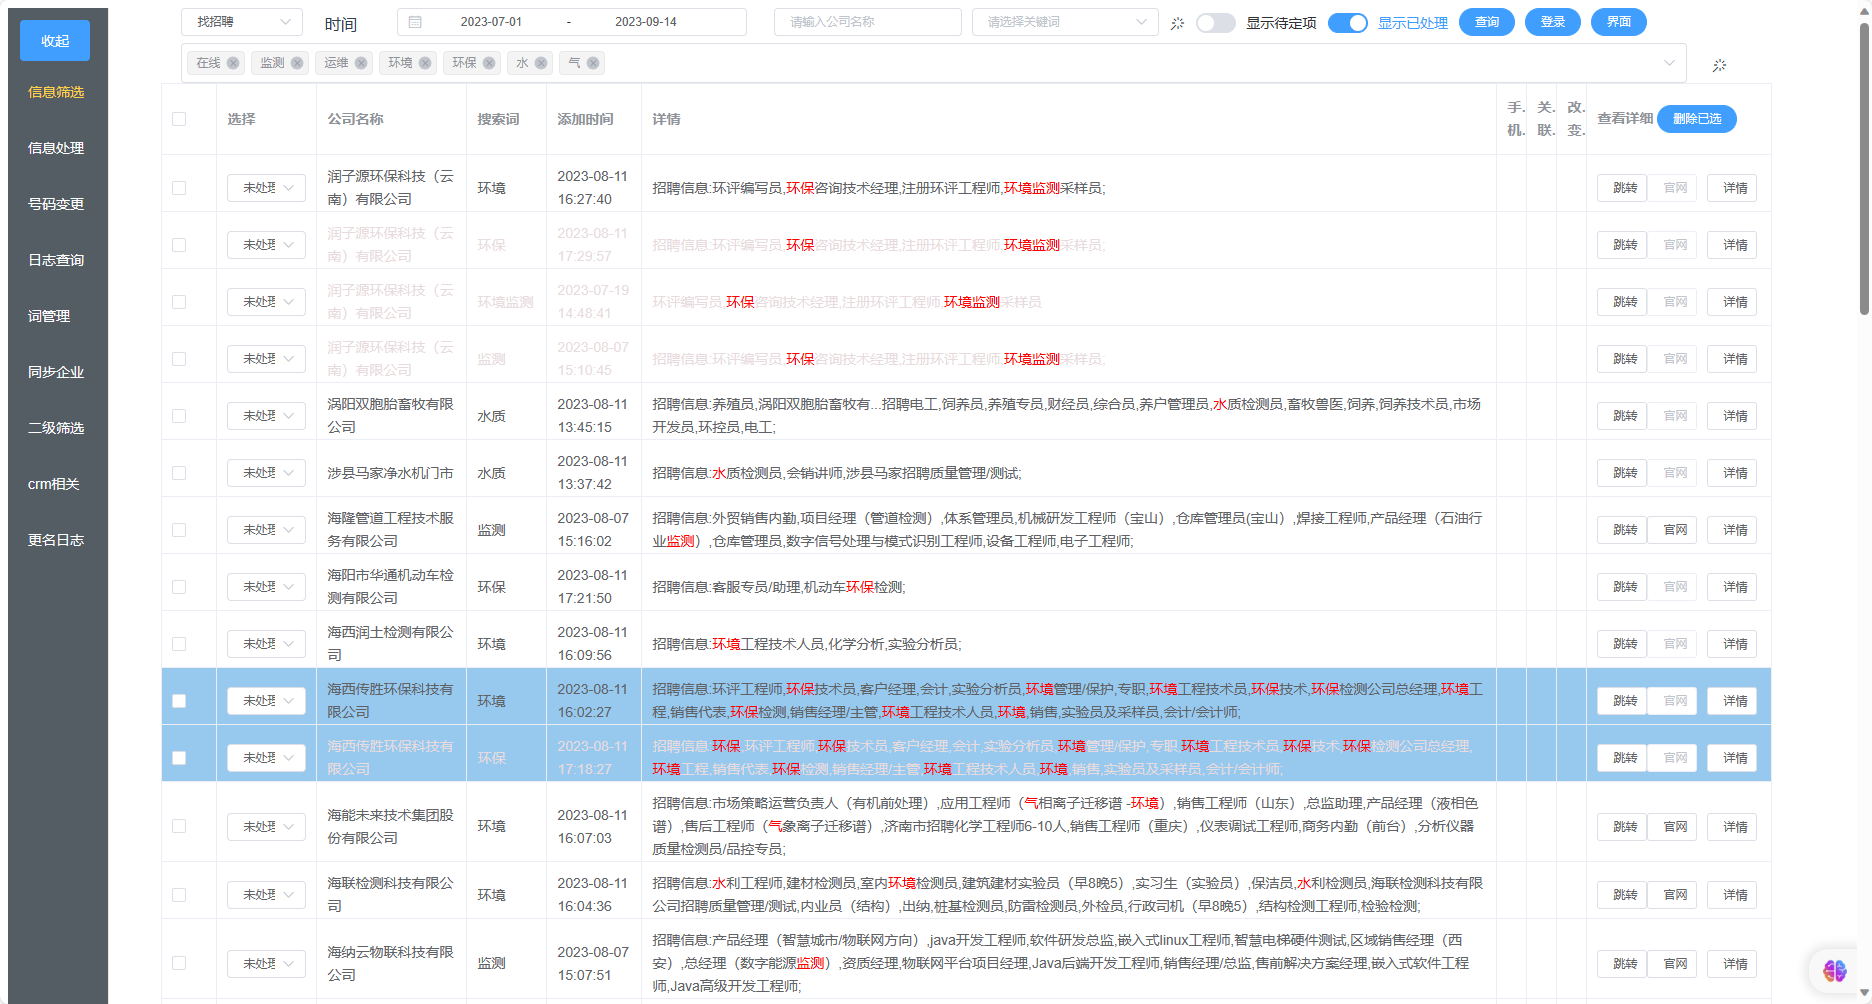 收起
信息筛选
信息处理
号码变更
日志查询
词管理
同步企业
二级筛选
crm相关
更名日志
找招聘 时间 2023-07-01 - 2023-09-14 请输入公司名称 请选择关键词 显示待定项 显示已处理 查询 登录 界面
在线 监测 运维 环境 环保 水 气
选择 公司名称 搜索词 添加时间 详情 手. 关. 改. 查看详细 删除已选
机. 联. 变.
未处理 润子源环保科技（云 环境 2023-08-11 招聘信息:环评编写员,环保咨询技术经理,注册环评工程师,环境监测采样员; 跳转 官网 详情
南）有限公司 16:27:40
未处理 润子源环保科技（云 环保 2023-08-11 招聘信息:环评编写员,环保咨询技术经理,注册环评工程师,环境监测采样员; 跳转 官网 详情
南）有限公司 17:29:57
未处理 润子源环保科技（云 环境监测 2023-07-19 环评编写员,环保咨询技术经理,注册环评工程师,环境监测采样员 跳转 官网 详情
南）有限公司 14:48:41
未处理 润子源环保科技（云 监测 2023-08-07 招聘信息:环评编写员,环保咨询技术经理,注册环评工程师,环境监测采样员; 跳转 官网 详情
南）有限公司 15:10:45
未处理 涡阳双胞胎畜牧有限 水质 2023-08-11 招聘信息:养殖员,涡阳双胞胎畜牧有...招聘电工,饲养员,养殖专员,财经员,综合员,养户管理员,水质检测员,畜牧兽医,饲养,饲养技术员,市场 跳转 官网 详情
公司 13:45:15 开发员,环控员,电工;
未处理 涉县马家净水机门市 水质 2023-08-11 招聘信息:水质检测员,会销讲师,涉县马家招聘质量管理/测试; 跳转 官网 详情
13:37:42
未处理 海隆管道工程技术服 监测 2023-08-07 招聘信息:外贸销售内勤,项目经理（管道检测）,体系管理员,机械研发工程师（宝山）,仓库管理员(宝山）,焊接工程师,产品经理（石油行 跳转 官网 详情
务有限公司 15:16:02 业监测）,仓库管理员,数字信号处理与模式识别工程师,设备工程师,电子工程师;
未处理 海阳市华通机动车检 环保 2023-08-11 招聘信息:客服专员/助理,机动车环保检测; 跳转 官网 详情
测有限公司 17:21:50
未处理 海西润土检测有限公 环境 2023-08-11 招聘信息:环境工程技术人员,化学分析,实验分析员; 跳转 官网 详情
司 16:09:56
未处理 海西传胜环保科技有 环境 2023-08-11 招聘信息:环评工程师,环保技术员,客户经理,会计,实验分析员,环境管理/保护,专职,环境工程技术员,环保技术,环保检测公司总经理,环境工 跳转 官网 详情
限公司 16:02:27 程,销售代表,环保检测,销售经理/主管,环境工程技术人员,环境,销售,实验员及采样员,会计/会计师;
未处理 海西传胜环保科技有 环保 2023-08-11 招聘信息:环保,环评工程师,环保技术员,客户经理,会计,实验分析员,环境管理/保护,专职,环境工程技术员,环保技术,环保检测公司总经理, 跳转 官网 详情
限公司 17:18:27 环境工程,销售代表,环保检测,销售经理/主管,环境工程技术人员,环境,销售,实验员及采样员,会计/会计师;
招聘信息:市场策略运营负责人（有机前处理）,应用工程师（气相离子迁移谱 -环境）,销售工程师（山东）,总监助理,产品经理（液相色
未处理 海能未来技术集团股 环境 2023-08-11 谱）,售后工程师（气象离子迁移谱）,济南市招聘化学工程师6-10人,销售工程师（重庆）,仪表调试工程师,商务内勤（前台）,分析仪器 跳转 官网 详情
份有限公司 16:07:03 质量检测员/品控专员;
未处理 海联检测科技有限公 环境 2023-08-11 招聘信息:水利工程师,建材检测员,室内环境检测员,建筑建材实验员（早8晚5）,实习生（实验员）,保洁员,水利检测员,海联检测科技有限 跳转 官网 详情
司 16:04:36 公司招聘质量管理/测试,内业员（结构）,出纳,桩基检测员,防雷检测员,外检员,行政司机（早8晚5）,结构检测工程师,检验检测;
招聘信息:产品经理（智慧城市/物联网方向）,java开发工程师,软件研发总监,嵌入式linux工程师,智慧电梯硬件测试,区域销售经理（西
未处理 海纳云物联科技有限 监测 2023-08-07 安）,总经理（数字能源监测）,资质经理,物联网平台项目经理,Java后端开发工程师,销售经理/总监,售前解决方案经理,嵌入式软件工程 跳转 官网 详情
公司 15:07:51 师,Java高级开发工程师;